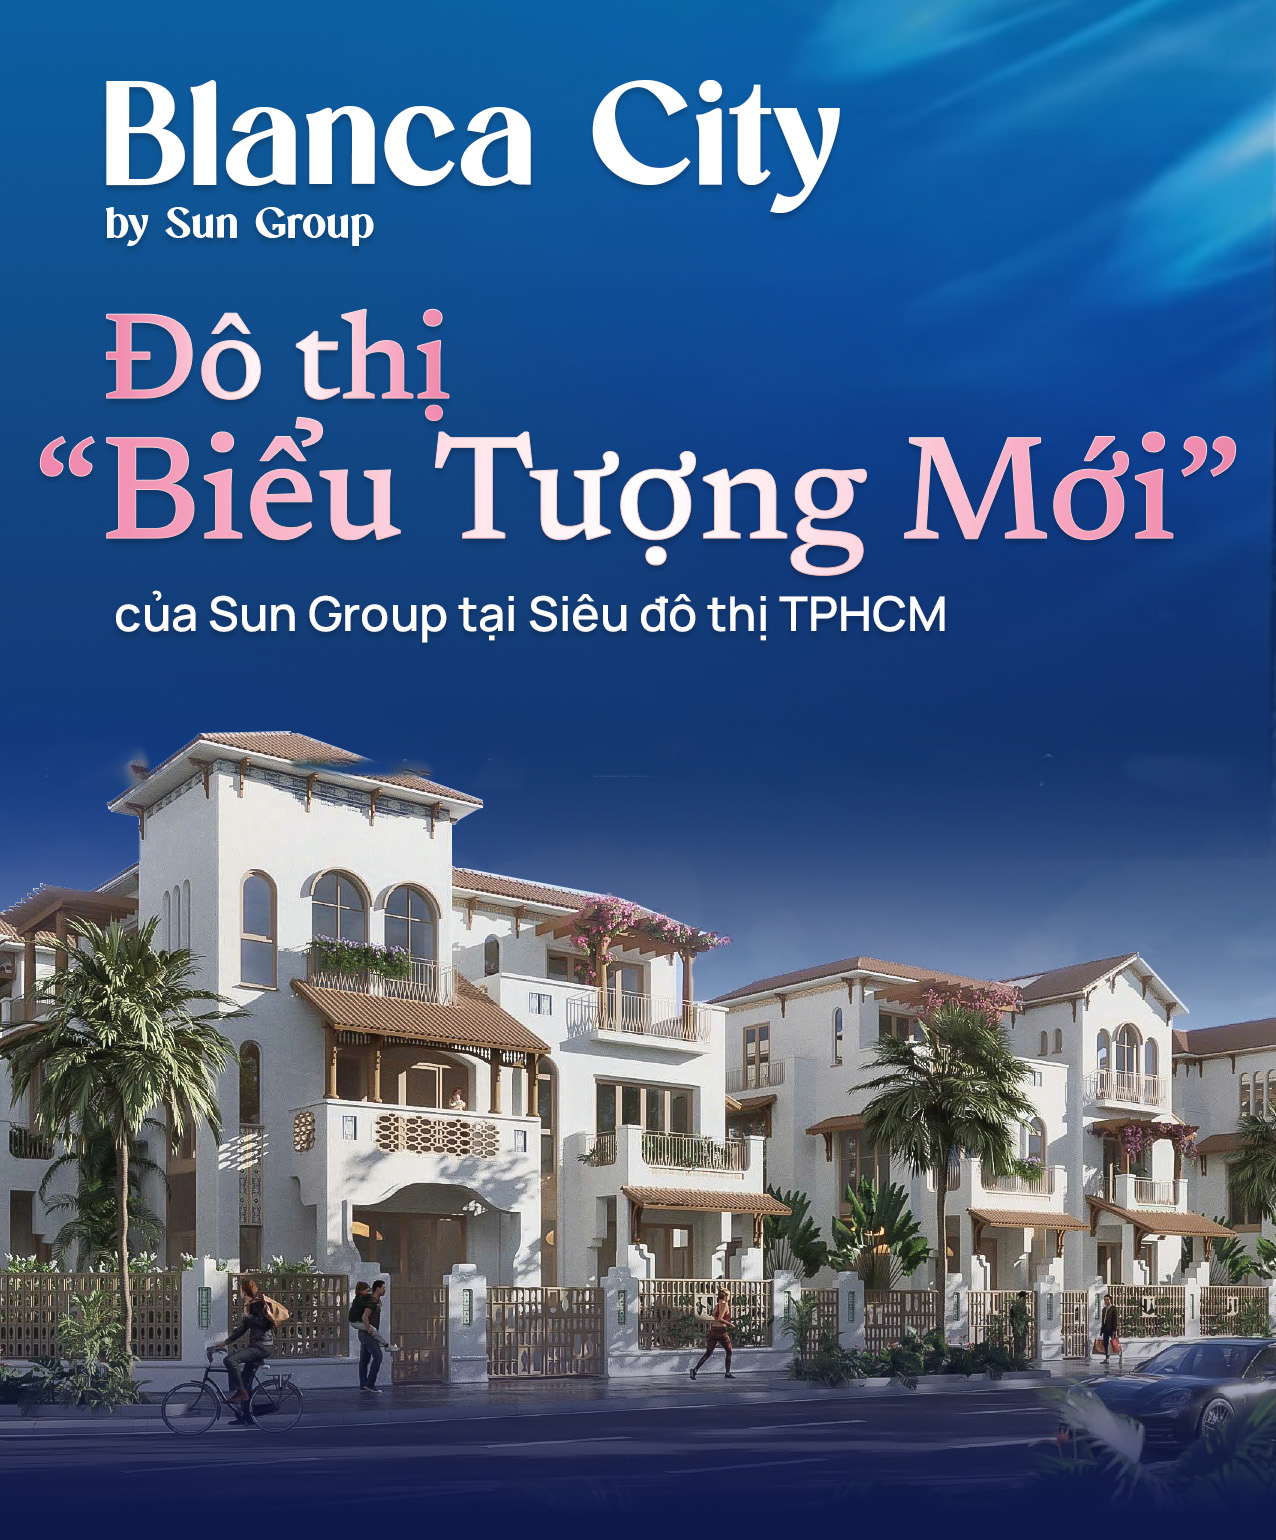 Blanca City
by Sun Group
Đô thị
“Biểu Tượng Mới”
của Sun Group tại Siêu đô thị TPHCM